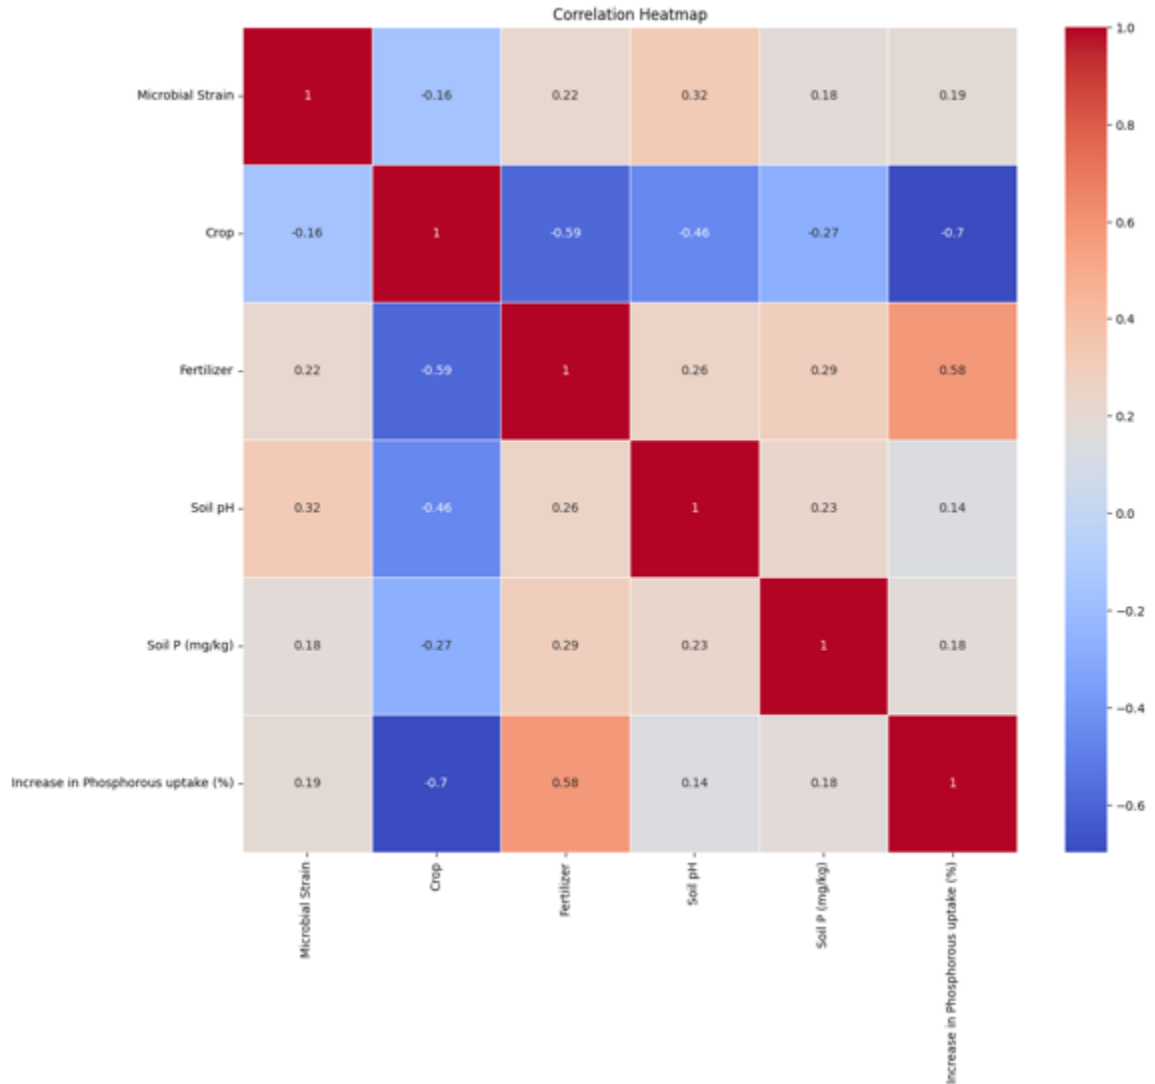 Correlation Heatmap
Microbial Strain 1 -0.16 0.22 0.32 0.18 0.19
Crop -0.16 1 -0.59 -0.46 -0.27 -0.7
Fertilizer 0.22 -0.59 1 0.26 0.29 0.58
Soil pH 0.32 -0.46 0.26 1 0.23 0.14
Soil P (mg/kg) 0.18 -0.27 0.29 0.23 1 0.18
Increase in Phosphorous uptake (%) 0.19 -0.7 0.58 0.14 0.18 1
Microbial Strain
Crop
Fertilizer
Soil pH
Soil P (mg/kg)
Increase in Phosphorous uptake (%)
1.0
0.8
0.6
0.4
0.2
0.0
−0.2
−0.4
−0.6